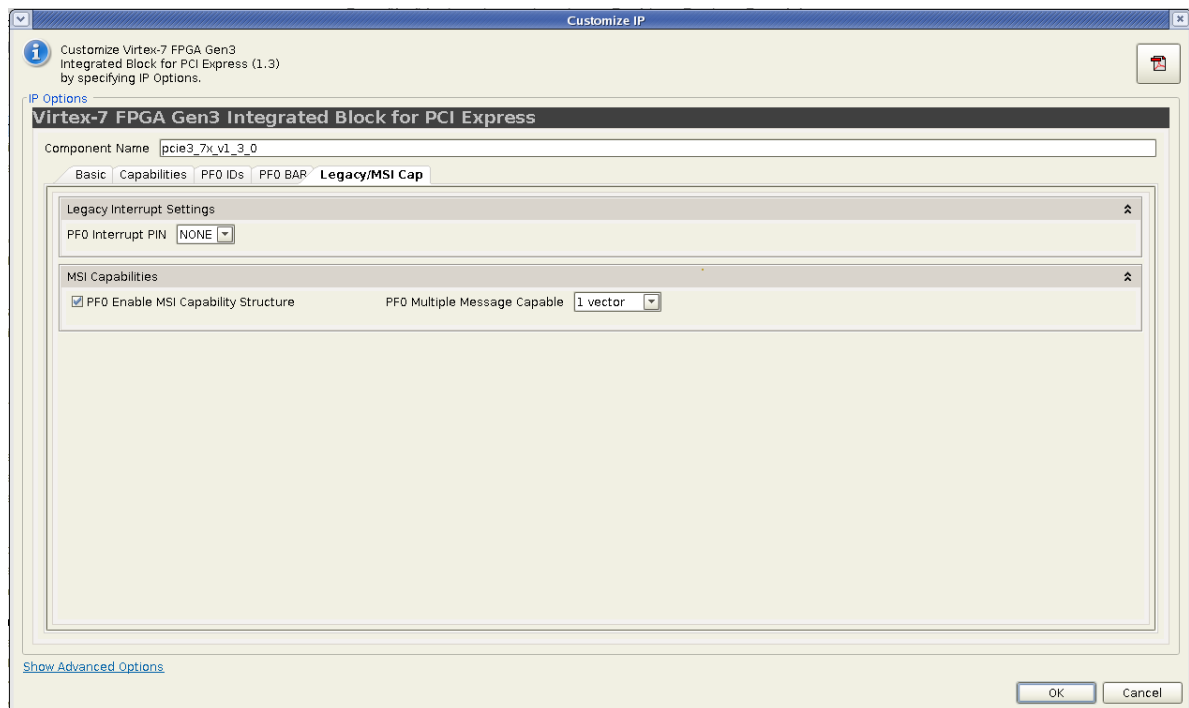 Customize IP
Customize Virtex-7 FPGA Gen3
Integrated Block for PCI Express (1.3)
by specifying IP Options.
IP Options
Virtex-7 FPGA Gen3 Integrated Block for PCI Express
Component Name pcie3_7x_v1_3_0
Basic Capabilities PF0 IDs PF0 BAR Legacy/MSI Cap
Legacy Interrupt Settings
PF0 Interrupt PIN NONE
MSI Capabilities
PF0 Enable MSI Capability Structure PF0 Multiple Message Capable 1 vector
Show Advanced Options
OK Cancel